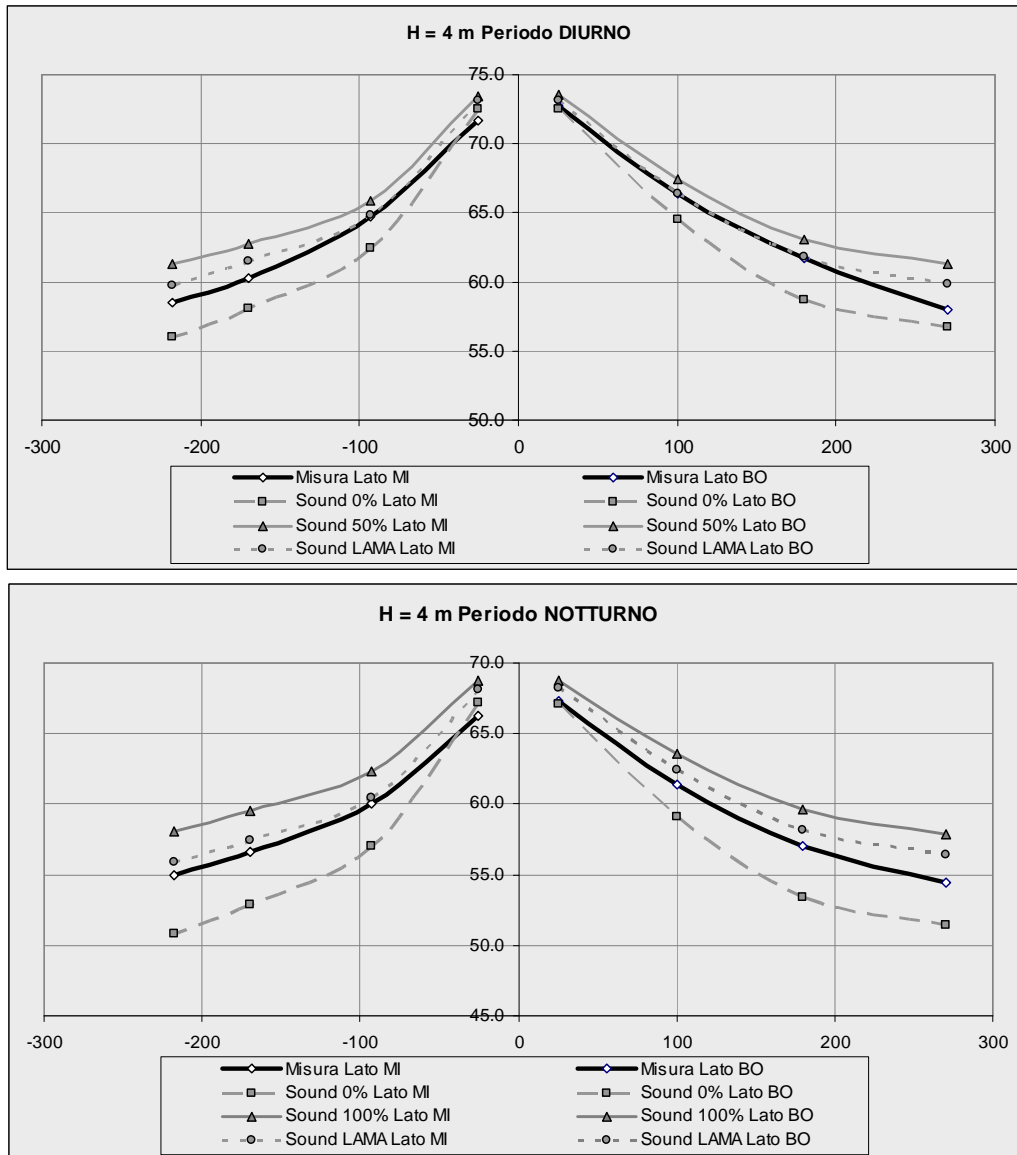 H = 4 m Periodo DIURNO
75.0
70.0
65.0
60.0
55.0
50.0
-300 -200 -100 0 100 200 300
Misura Lato MI Misura Lato BO
Sound 0% Lato MI Sound 0% Lato BO
Sound 50% Lato MI Sound 50% Lato BO
Sound LAMA Lato MI Sound LAMA Lato BO
H = 4 m Periodo NOTTURNO
70.0
65.0
60.0
55.0
50.0
45.0
-300 -200 -100 0 100 200 300
Misura Lato MI Misura Lato BO
Sound 0% Lato MI Sound 0% Lato BO
Sound 100% Lato MI Sound 100% Lato BO
Sound LAMA Lato MI Sound LAMA Lato BO